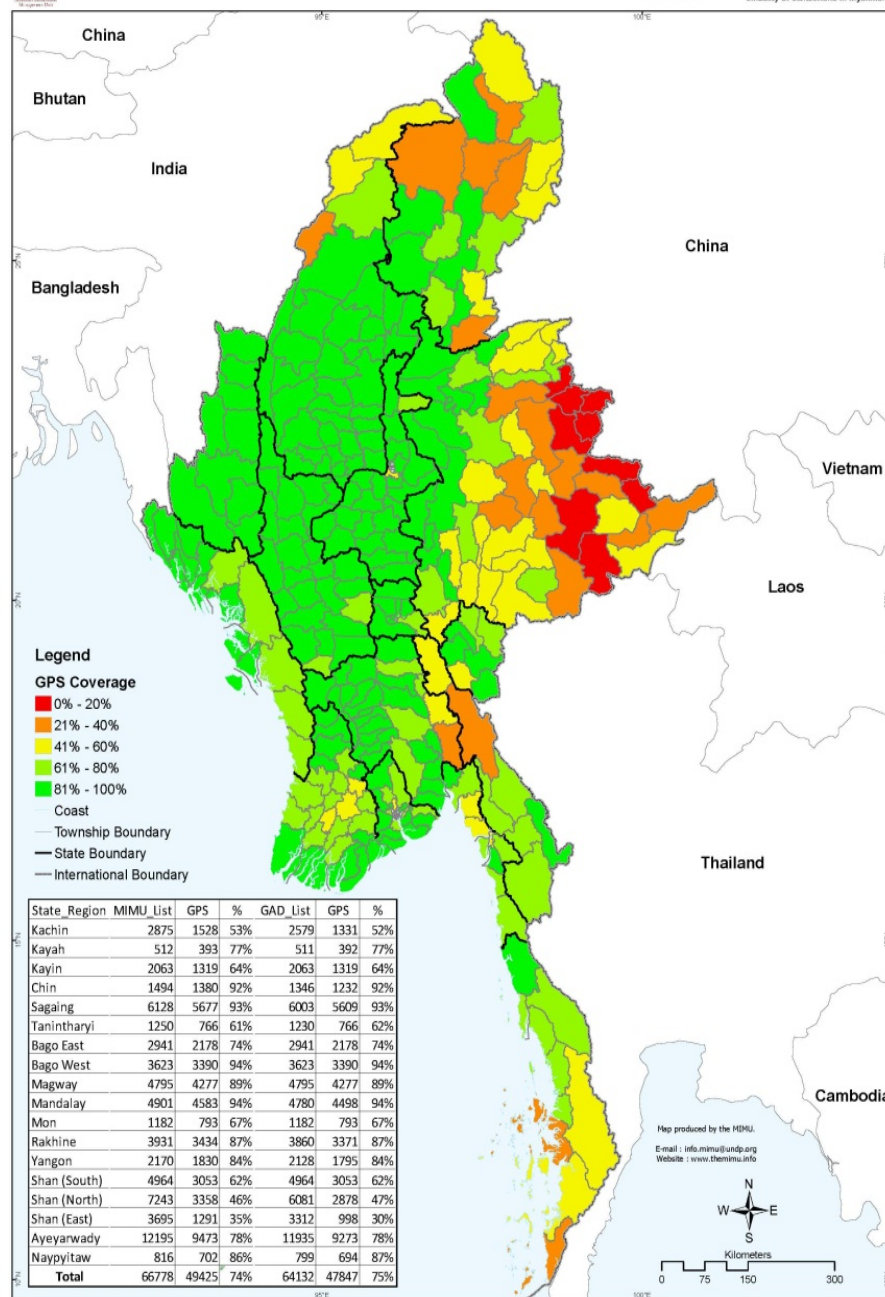 95°E
100°E
China
Bhutan
India
China
25°N
Bangladesh
Vietnam
20°N
Laos
Legend
GPS Coverage
0% - 20%
21% - 40%
41% - 60%
61% - 80%
81% - 100%
Coast
Township Boundary
State Boundary
International Boundary
Thailand
State_Region MIMU_List GPS % GAD_List GPS %
Kachin 2875 1528 53% 2579 1331 52%
Kayah 512 393 77% 511 392 77%
Kayin 2063 1319 64% 2063 1319 64%
Chin 1494 1380 92% 1346 1232 92%
Sagaing 6128 5677 93% 6003 5609 93%
Tanintharyi 1250 766 61% 1230 766 62%
Bago East 2941 2178 74% 2941 2178 74%
Bago West 3623 3390 94% 3623 3390 94%
Magway 4795 4277 89% 4795 4277 89%
Mandalay 4901 4583 94% 4780 4498 94%
Mon 1182 793 67% 1182 793 67%
Rakhine 3931 3434 87% 3860 3371 87%
Yangon 2170 1830 84% 2128 1795 84%
Shan (South) 4964 3053 62% 4964 3053 62%
Shan (North) 7243 3358 46% 6081 2878 47%
Shan (East) 3695 1291 35% 3312 998 30%
Ayeyarwady 12195 9473 78% 11935 9273 78%
Naypyitaw 816 702 86% 799 694 87%
Total 66778 49425 74% 64132 47847 75%
15°N
Cambodia
Map produced by the MIMU.
E-mail : info.mimu@undp.org
Website : www.themimu.info
N
W E
S
Kilometers
0 75 150 300
10°N
95°E
100°E